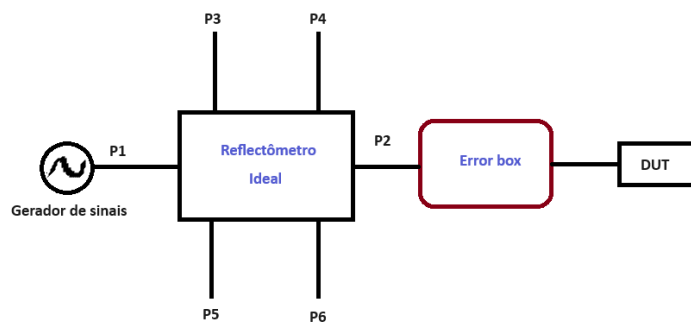 P3
P4
P1
Reflectômetro
Ideal
P2
Error box
DUT
Gerador de sinais
P5
P6